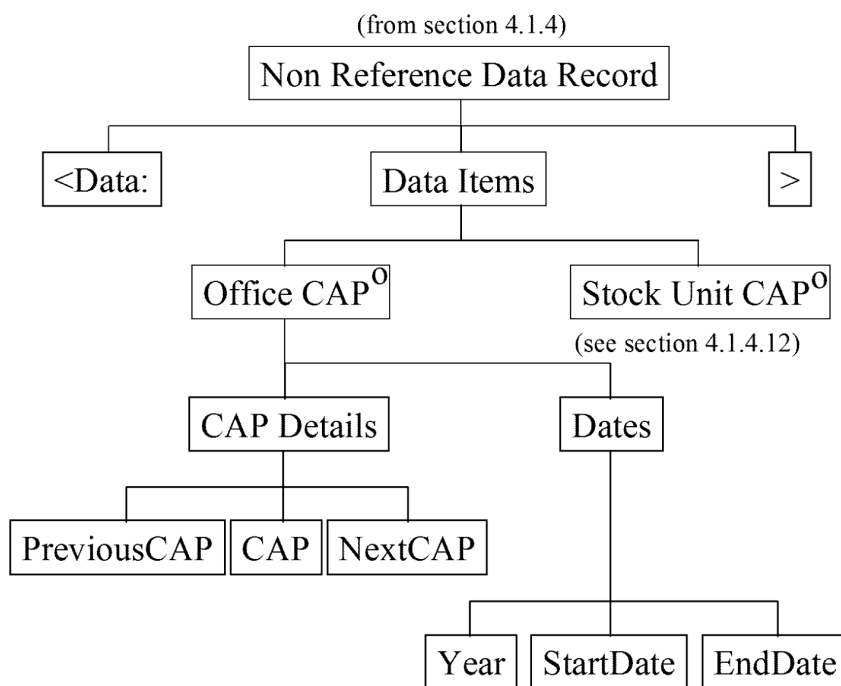 (from section 4.1.4)
Non Reference Data Record
<Data:
Data Items
>
Office CAP^o
Stock Unit CAP^o
(see section 4.1.4.12)
CAP Details
Dates
PreviousCAP
CAP
NextCAP
Year
StartDate
EndDate